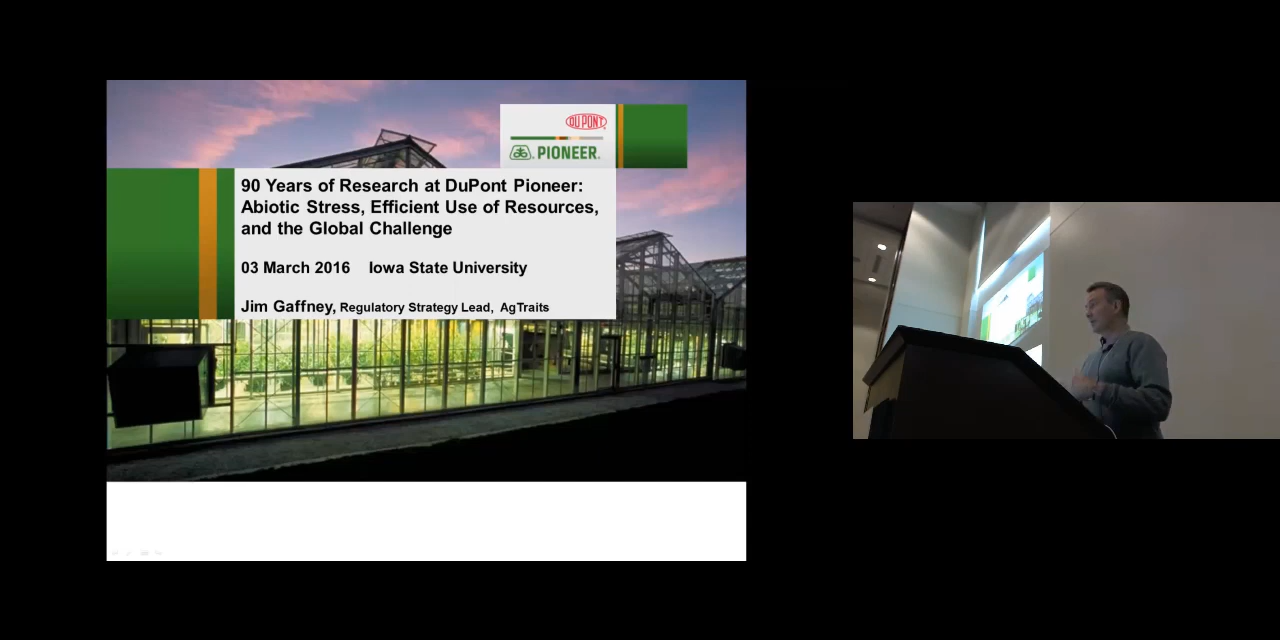 DUPONT
PIONEER.
90 Years of Research at DuPont Pioneer:
Abiotic Stress, Efficient Use of Resources,
and the Global Challenge
03 March 2016 Iowa State University
Jim Gaffney, Regulatory Strategy Lead, AgTraits